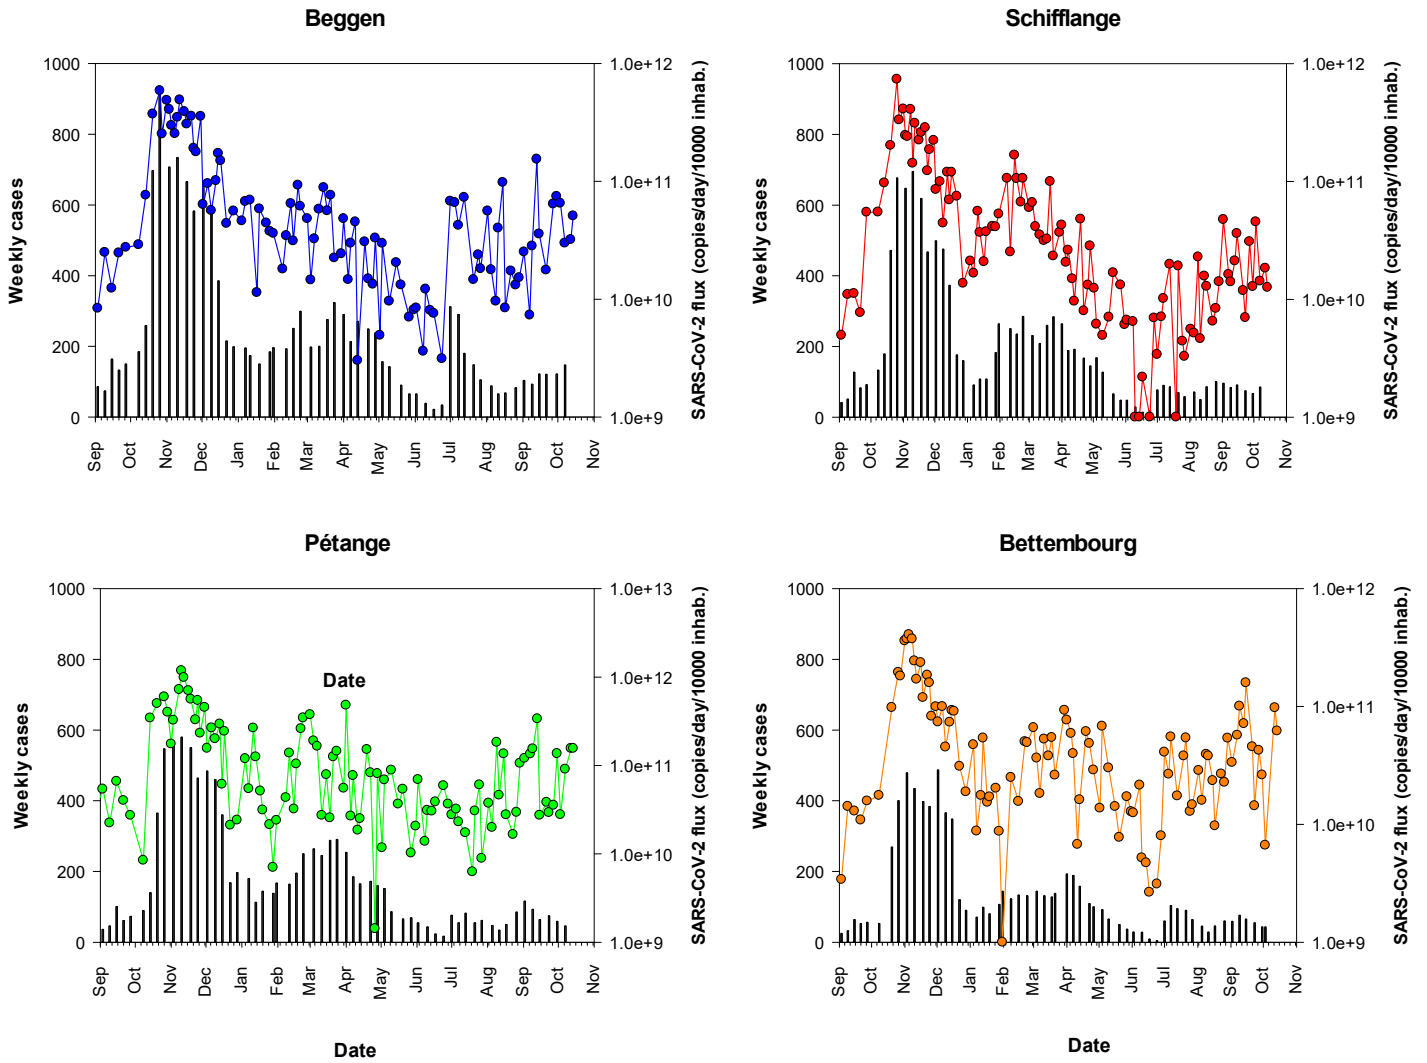 Beggen
Schifflange
1000
800
600
400
200
0
Weekly cases
1.0e+12
1.0e+11
1.0e+10
1.0e+9
SARS-CoV-2 flux (copies/day/10000 inhab.)
Sep Oct Nov Dec Jan Feb Mar Apr May Jun Jul Aug Sep Oct Nov
1000
800
600
400
200
0
Weekly cases
1.0e+12
1.0e+11
1.0e+10
1.0e+9
SARS-CoV-2 flux (copies/day/10000 inhab.)
Sep Oct Nov Dec Jan Feb Mar Apr May Jun Jul Aug Sep Oct Nov
Pétange
Bettembourg
1000
800
600
400
200
0
Weekly cases
Date
1.0e+13
1.0e+12
1.0e+11
1.0e+10
1.0e+9
SARS-CoV-2 flux (copies/day/10000 inhab.)
Sep Oct Nov Dec Jan Feb Mar Apr May Jun Jul Aug Sep Oct Nov
Date
1000
800
600
400
200
0
Weekly cases
1.0e+12
1.0e+11
1.0e+10
1.0e+9
SARS-CoV-2 flux (copies/day/10000 inhab.)
Sep Oct Nov Dec Jan Feb Mar Apr May Jun Jul Aug Sep Oct Nov
Date